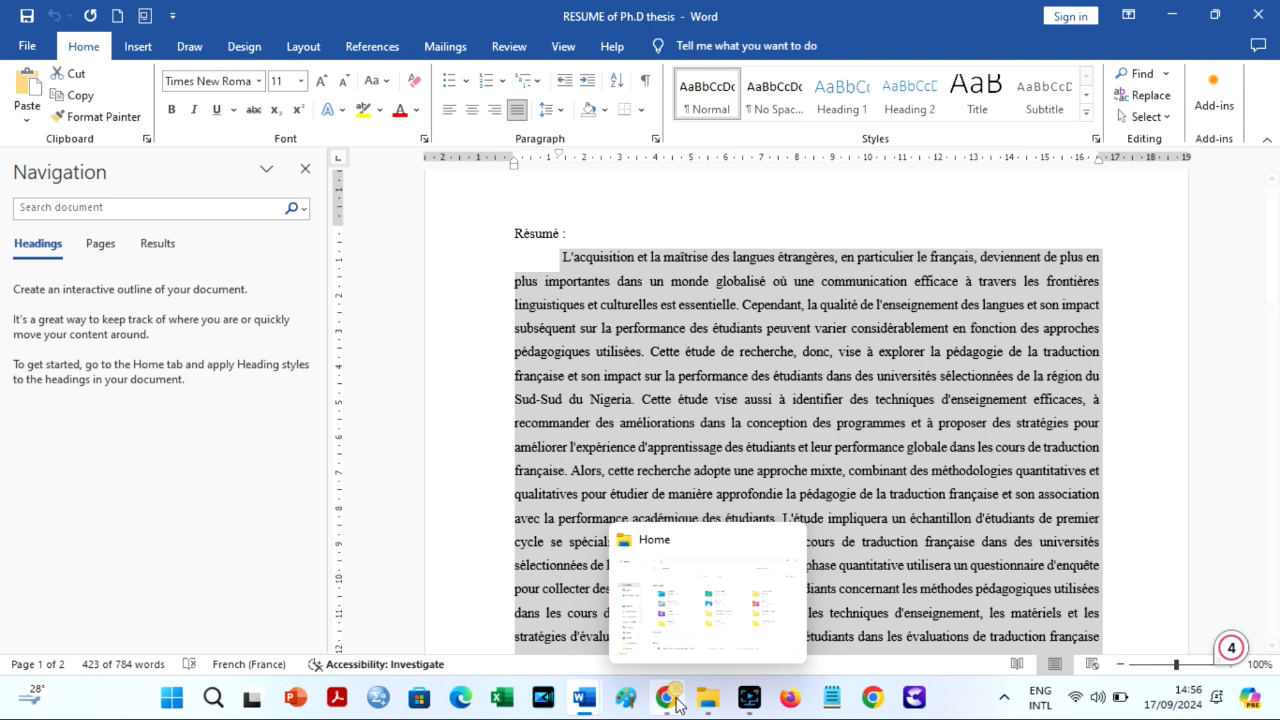 RESUME of Ph.D thesis - Word
Sign in
File Home Insert Draw Design Layout References Mailings Review View Help Tell me what you want to do
Paste
Cut
Copy
Format Painter
Clipboard
Times New Roma 11
Font
Paragraph
AaBbCcDc AaBbCcDc AaBbCc AaBbCcC AaB AaBbCcD
¶ Normal ¶ No Spac... Heading 1 Title Subtitle
Styles
Find
Replace
Select
Editing
Add-ins
Add-ins
Navigation
Search document
Headings Pages Results
Create an interactive outline of your document.
It's a great way to keep track of where you are or quickly
move your content around.
To get started, go to the Home tab and apply Heading styles
to the headings in your document.
Résumé :
L'acquisition et la maîtrise des langues étrangères, en particulier le français, deviennent de plus en
plus importantes dans un monde globalisé où une communication efficace à travers les frontières
linguistiques et culturelles est essentielle. Cependant, la qualité de l'enseignement des langues et son impact
subséquent sur la performance des étudiants peuvent varier considérablement en fonction des approches
pédagogiques utilisées. Cette étude de recherche, donc, vise à explorer la pédagogie de la traduction
française et son impact sur la performance des étudiants dans des universités sélectionnées de la région du
Sud-Sud du Nigeria. Cette étude vise aussi à identifier des techniques d'enseignement efficaces, à
recommander des améliorations dans la conception des programmes et à proposer des stratégies pour
améliorer l'expérience d'apprentissage des étudiants et leur performance globale dans les cours de traduction
française. Alors, cette recherche adopte une approche mixte, combinant des méthodologies quantitatives et
qualitatives pour étudier de manière approfondie la pédagogie de la traduction française et son association
avec la performance académique des étudiants. L'étude impliquera un échantillon d'étudiants de premier
cycle se cours de traduction française dans des universités
sélectionnées de phase quantitative utilisera un questionnaire d'enquête
pour collecter des concernant les méthodes pédagogiques utilisées
dans les cours techniques d'enseignement, les matériels et les
stratégies étudiants dans les évaluations de traduction française.
Home
4
Page 1 of 2 423 of 784 words French (France) Accessibility: Investigate 100%
28°
ENG
INTL
14:56
17/09/2024
PRE